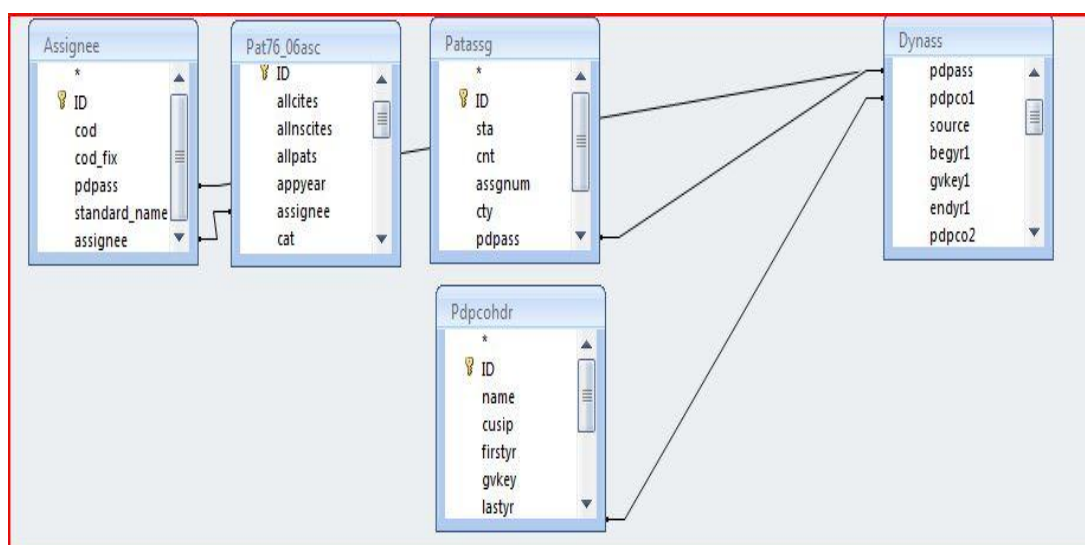 Assignee
*
ID
cod
cod_fix
pdpass
standard_name
assignee
Pat76_06asc
ID
allcites
allnscites
allpats
appyear
assignee
cat
Patassg
*
ID
sta
cnt
assgnum
cty
pdpass
Dynass
pdpass
pdpco1
source
begyr1
gvkey1
endyr1
pdpco2
Pdpcohdr
*
ID
name
cusip
firstyr
gvkey
lastyr